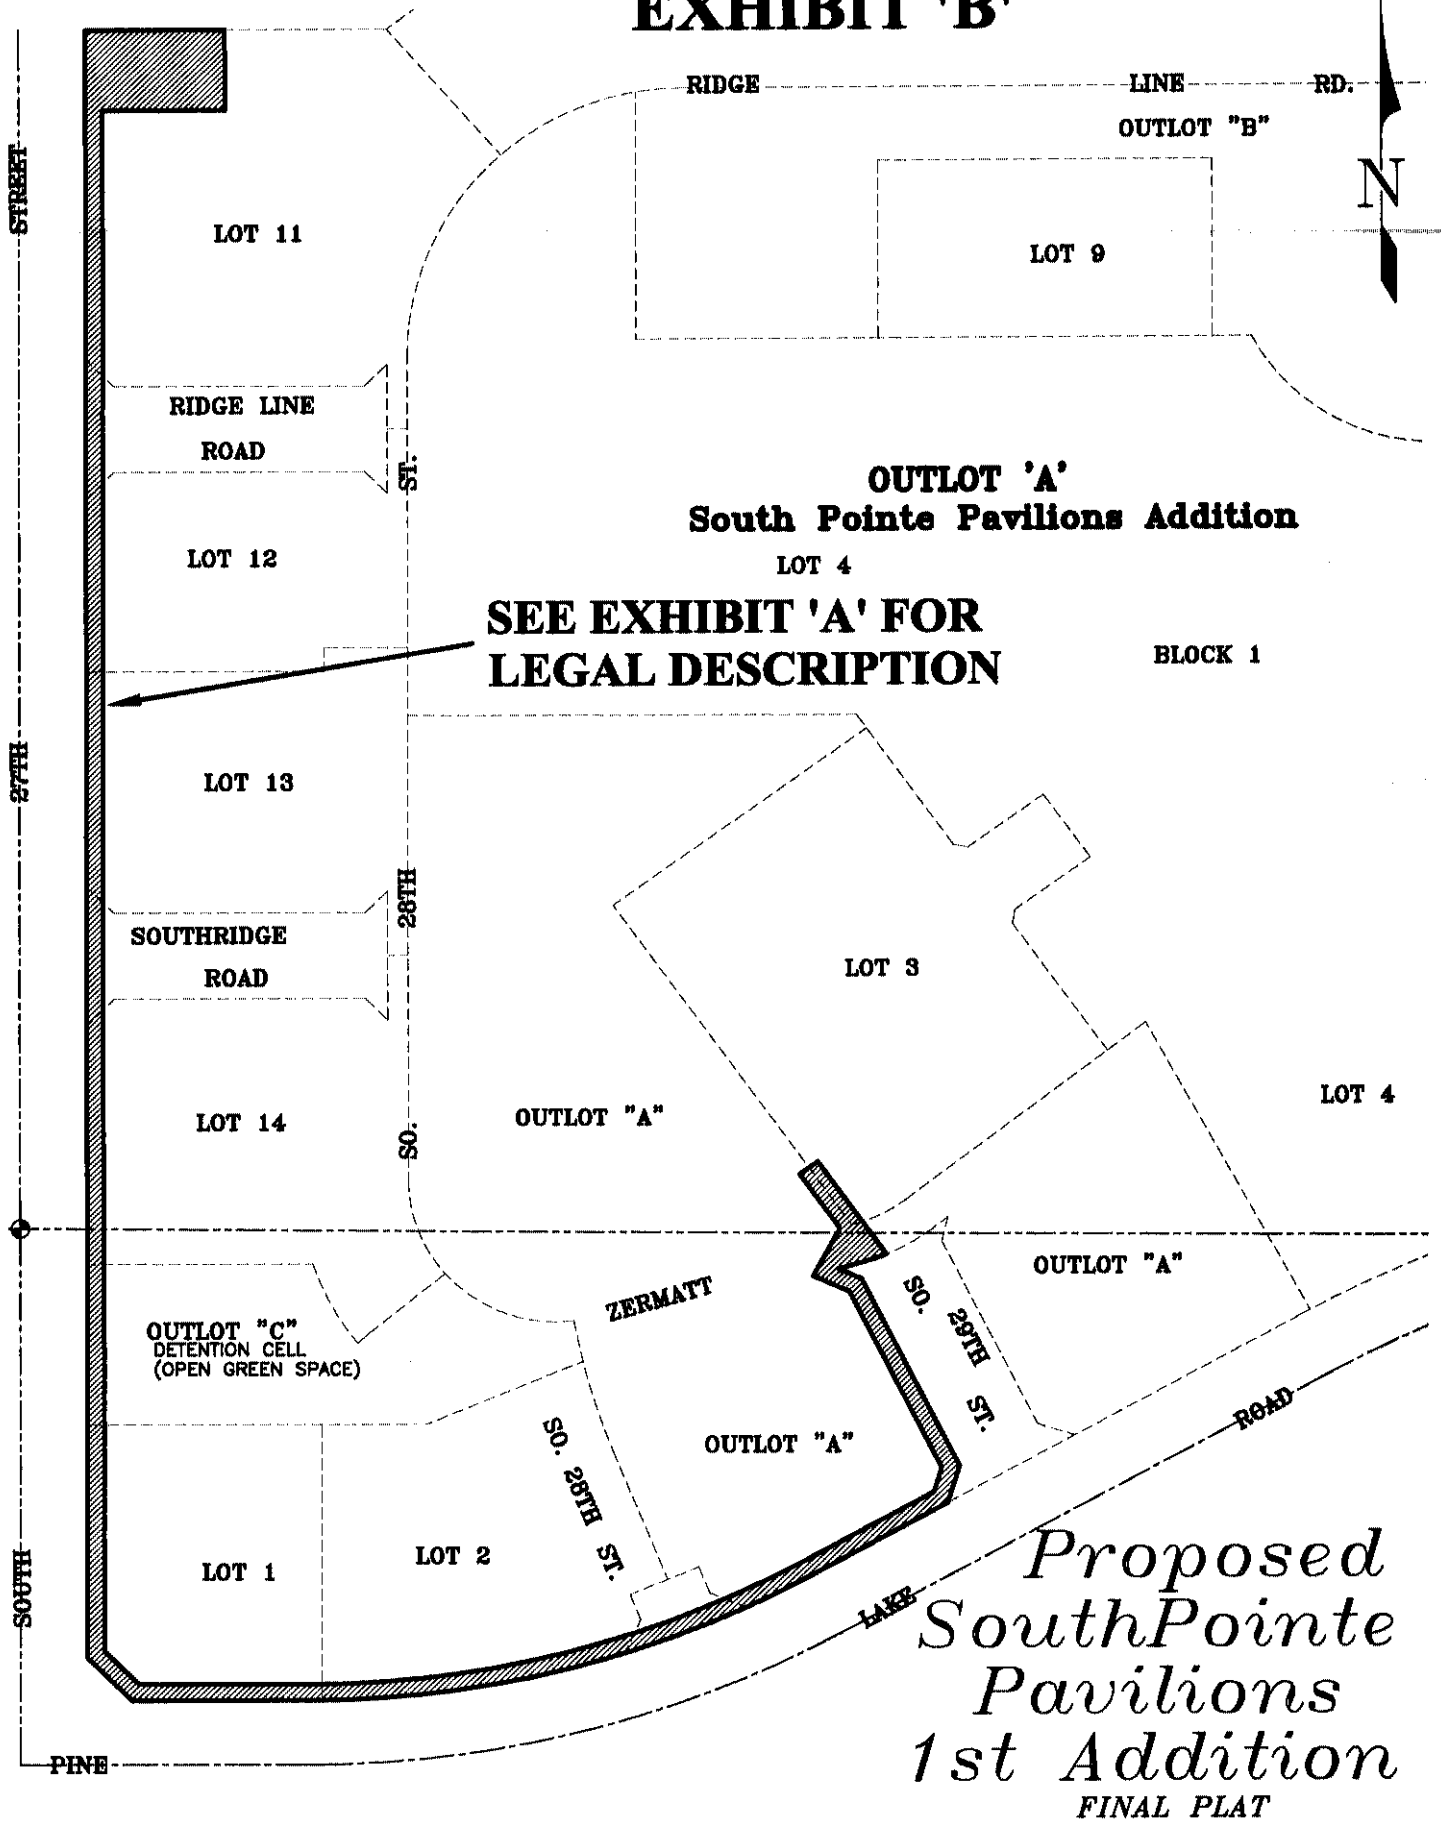 EXHIBIT 'B'
RIDGE LINE RD.
OUTLOT "B"
STREET
N
LOT 11
LOT 9
RIDGE LINE
ROAD
ST.
OUTLOT 'A'
South Pointe Pavilions Addition
LOT 12
LOT 4
SEE EXHIBIT 'A' FOR
LEGAL DESCRIPTION
BLOCK 1
27TH
LOT 13
28TH
SOUTHRIDGE
ROAD
LOT 3
LOT 4
LOT 14
OUTLOT "A"
SO.
OUTLOT "A"
ZERMATT
SO. 29TH ST.
OUTLOT "C"
DETENTION CELL
(OPEN GREEN SPACE)
ROAD
OUTLOT "A"
SO. 28TH ST.
LOT 1
LOT 2
SOUTH
LAKE
PINE
Proposed
SouthPointe
Pavilions
1st Addition
FINAL PLAT